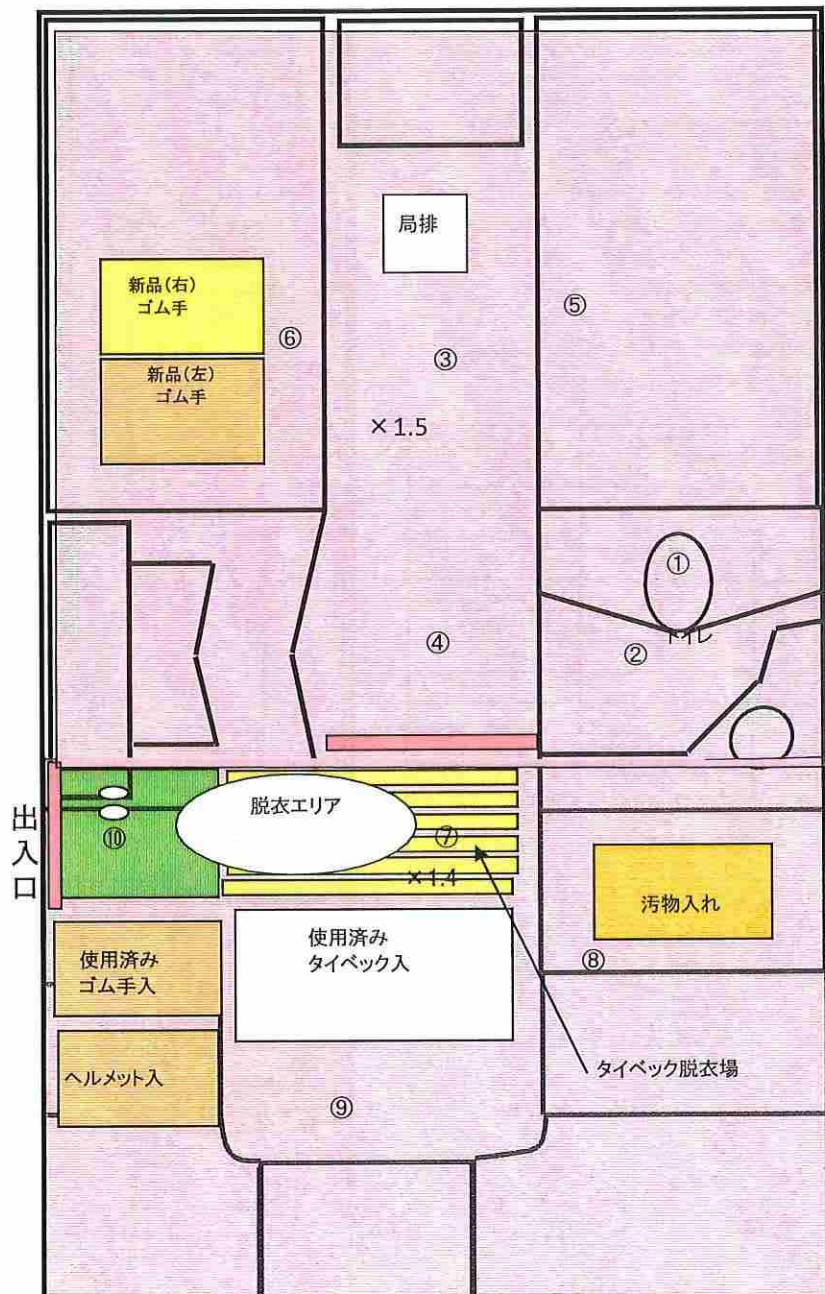 局排
新品(右)
ゴム手
⑥
⑤
③
新品(左)
ゴム手
×1.5
①
④
②
トイレ
出入口
脱衣エリア
⑩
⑦
×1.4
汚物入れ
使用済み
ゴム手入
使用済み
タイベック入
⑧
ヘルメット入
タイベック脱衣場
⑨